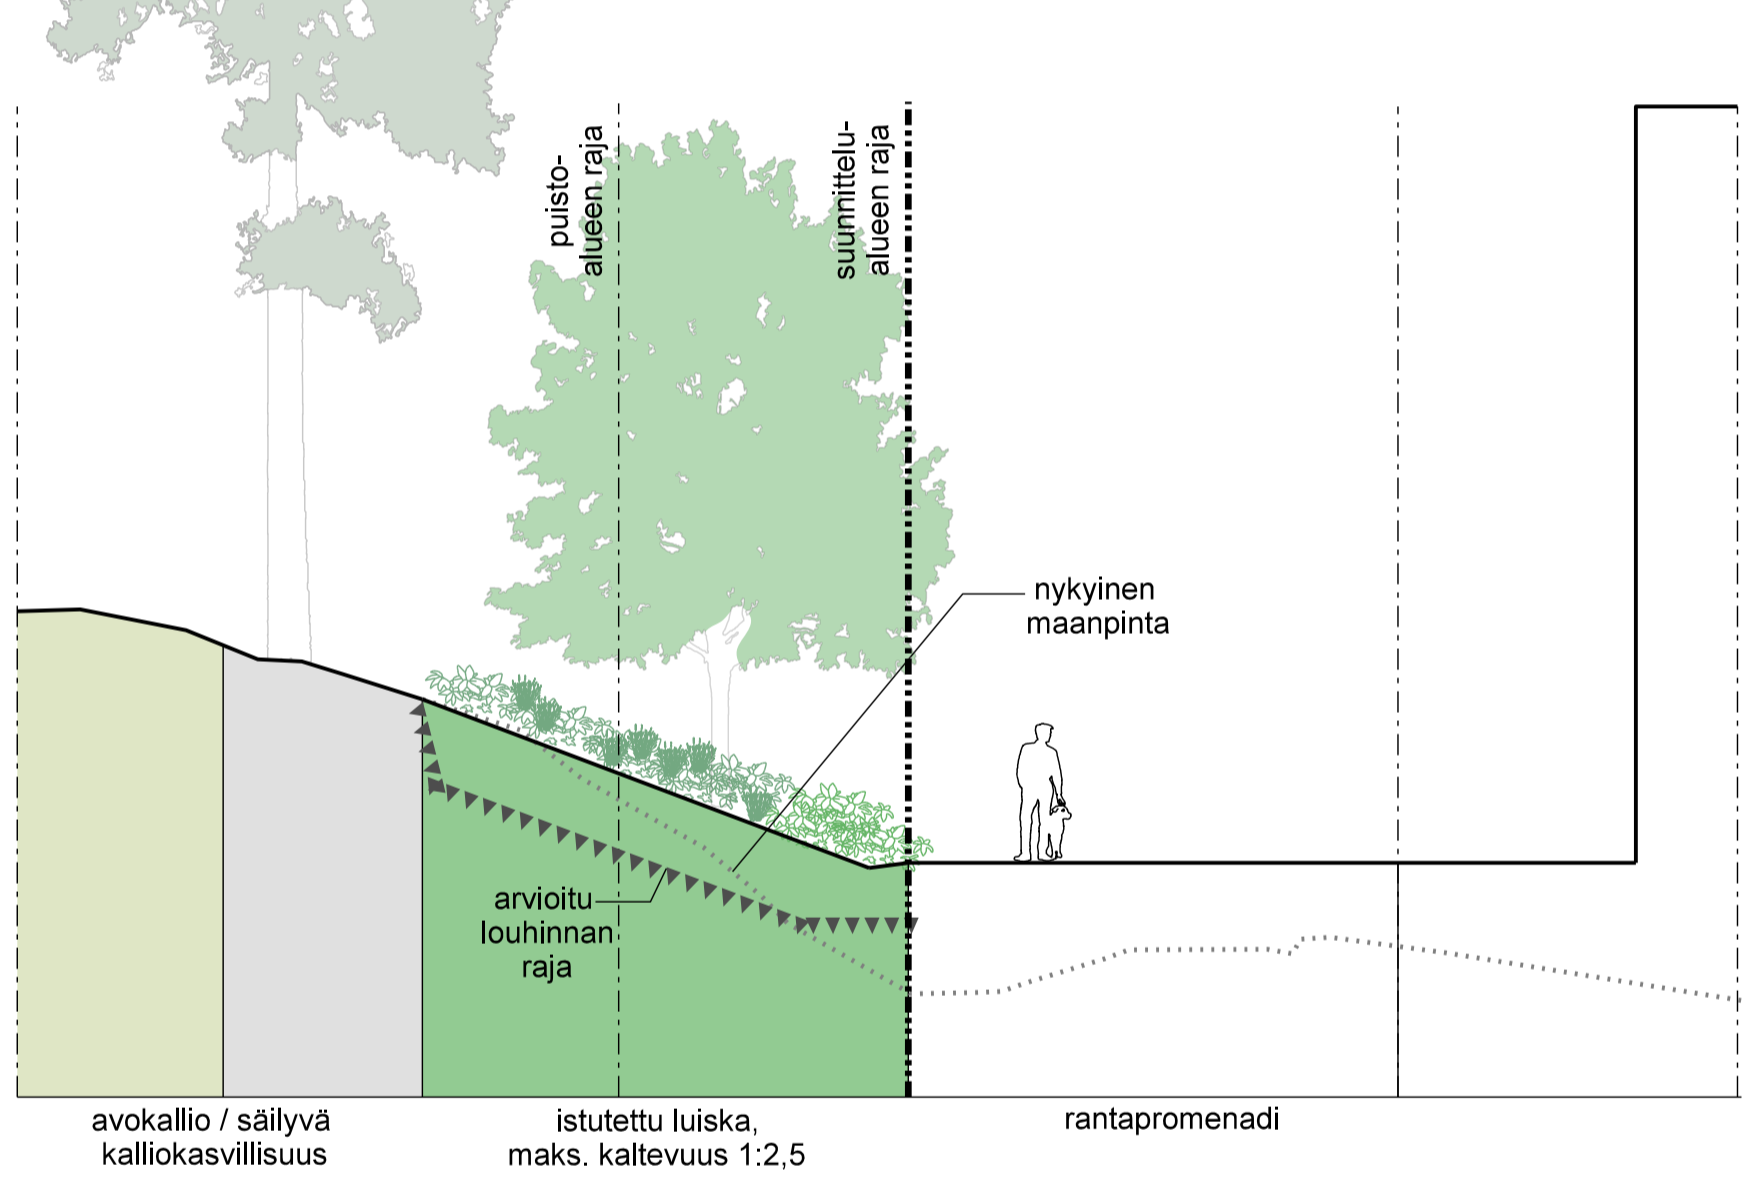 puisto-
alueen raja
suunnittelu-
alueen raja
nykyinen
maanpinta
arvioitu
louhinnan
raja
avokallio / säilyvä
kalliokasvillisuus
istutettu luiska,
maks. kaltevuus 1:2,5
rantapromenadi